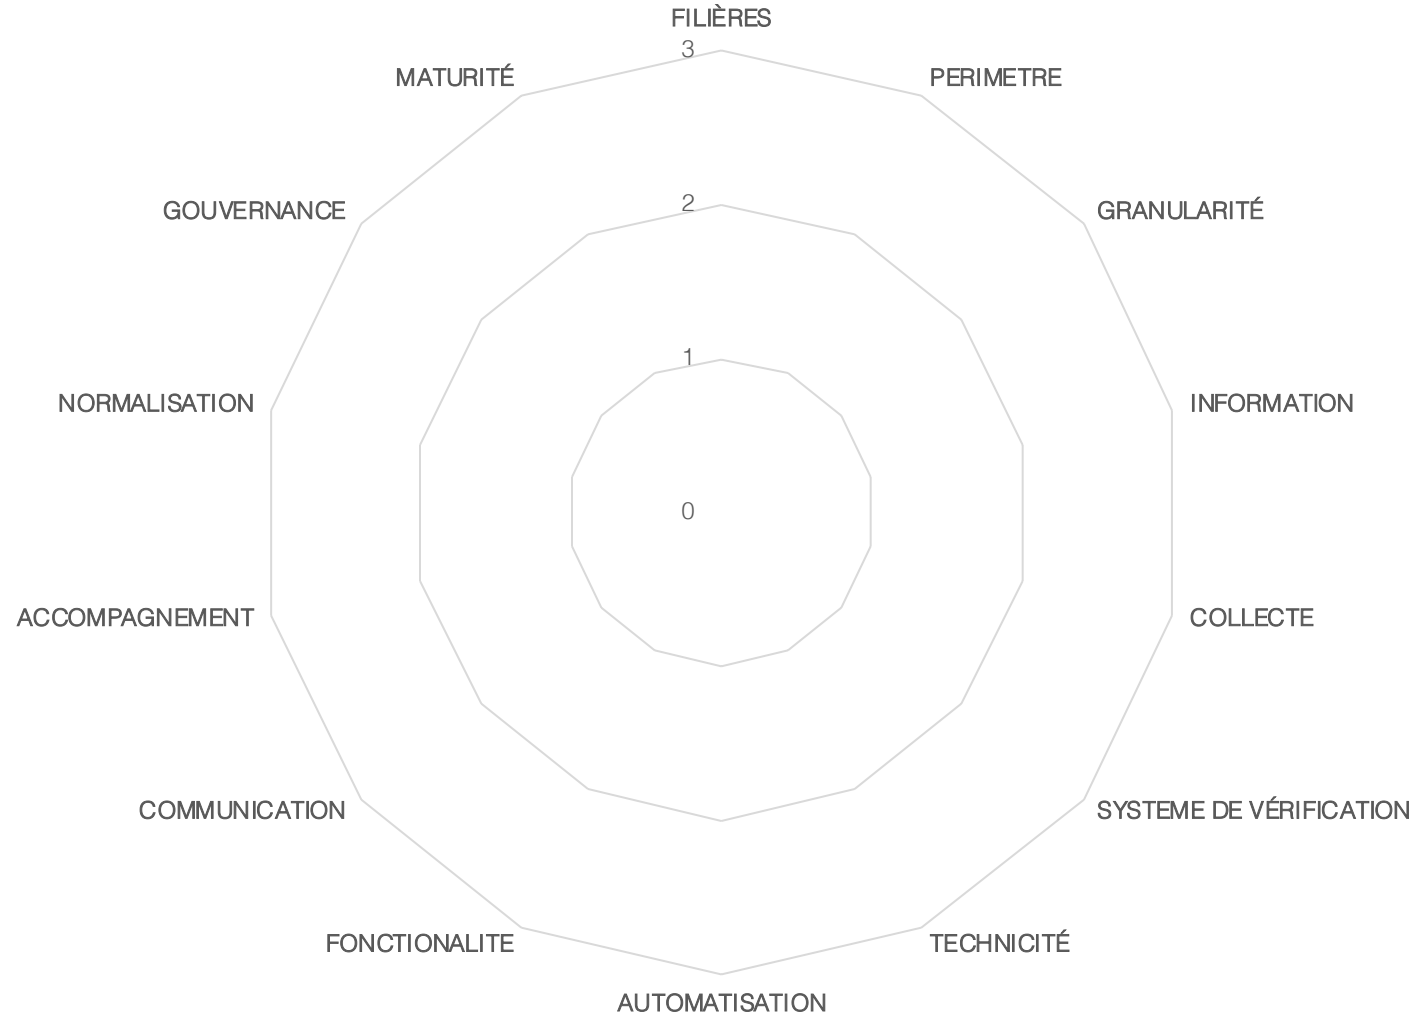 FILIÈRES
3
MATURITÉ
PERIMETRE
2
GOUVERNANCE
GRANULARITÉ
1
NORMALISATION
INFORMATION
0
ACCOMPAGNEMENT
COLLECTE
COMMUNICATION
SYSTEME DE VÉRIFICATION
FONCTIONALITE
TECHNICITÉ
AUTOMATISATION